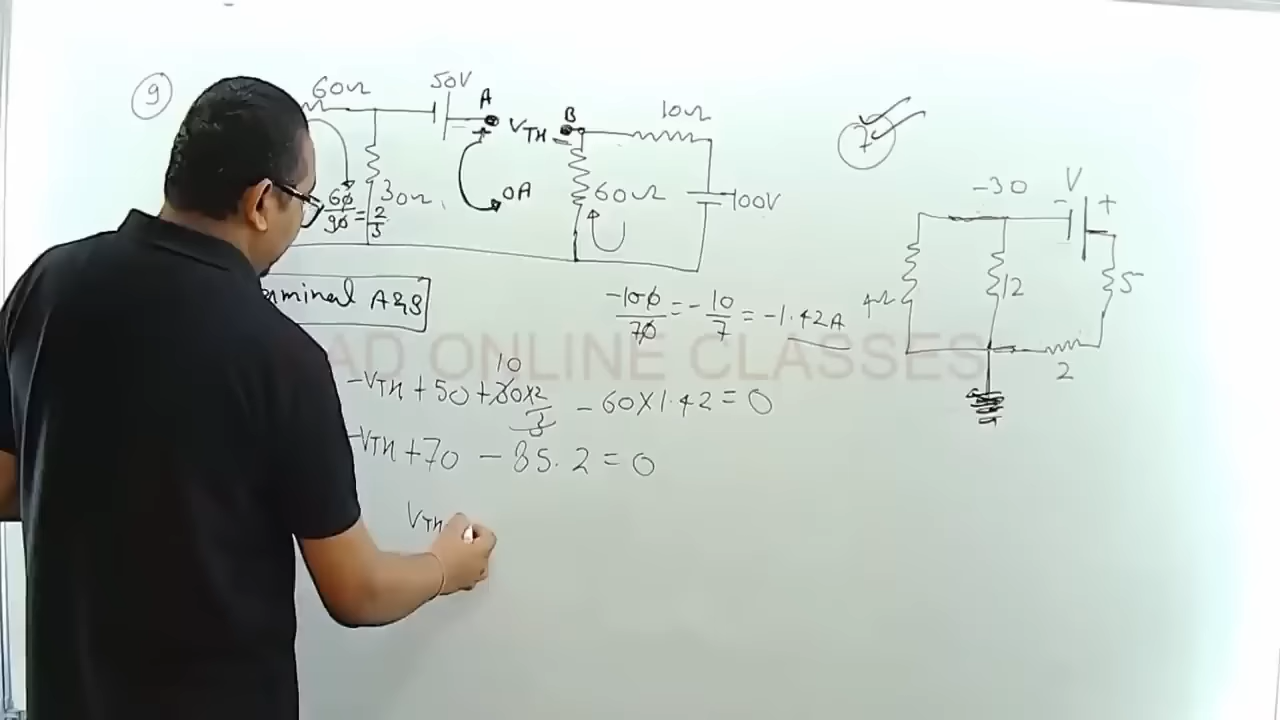 9
60Ω
50V
A
VTH
B
10Ω
60/90 = 2/3
30Ω
0A
60Ω
100V
minal A&B
-100/70 = -10/7 = -1.42A
-VTH + 50 + 30×2/3 - 60×1.42 = 0
10
-VTH + 70 - 85.2 = 0
VTH
7
-30
V
- +
4Ω
12
5
2
AD ONLINE CLASSES